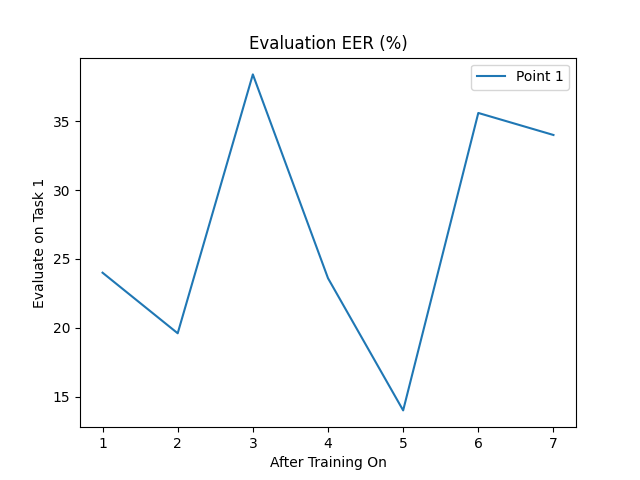 Evaluation EER (%)
Point 1
Evaluate on Task 1
35
30
25
20
15
1 2 3 4 5 6 7
After Training On